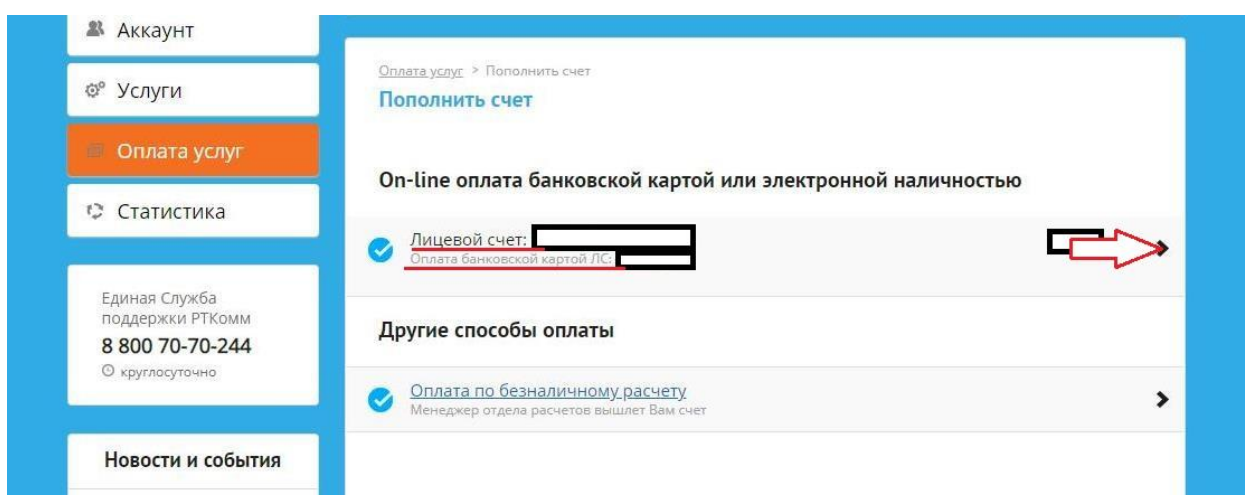 Аккаунт
Услуги
Оплата услуг
Статистика
Единая Служба
поддержки РТКомм
8 800 70-70-244
круглосуточно
Новости и события
Оплата услуг > Пополнить счет
Пополнить счет
On-line оплата банковской картой или электронной наличностью
Лицевой счет:
Оплата банковской картой ЛС:
Другие способы оплаты
Оплата по безналичному расчету
Менеджер отдела расчетов вышлет Вам счет